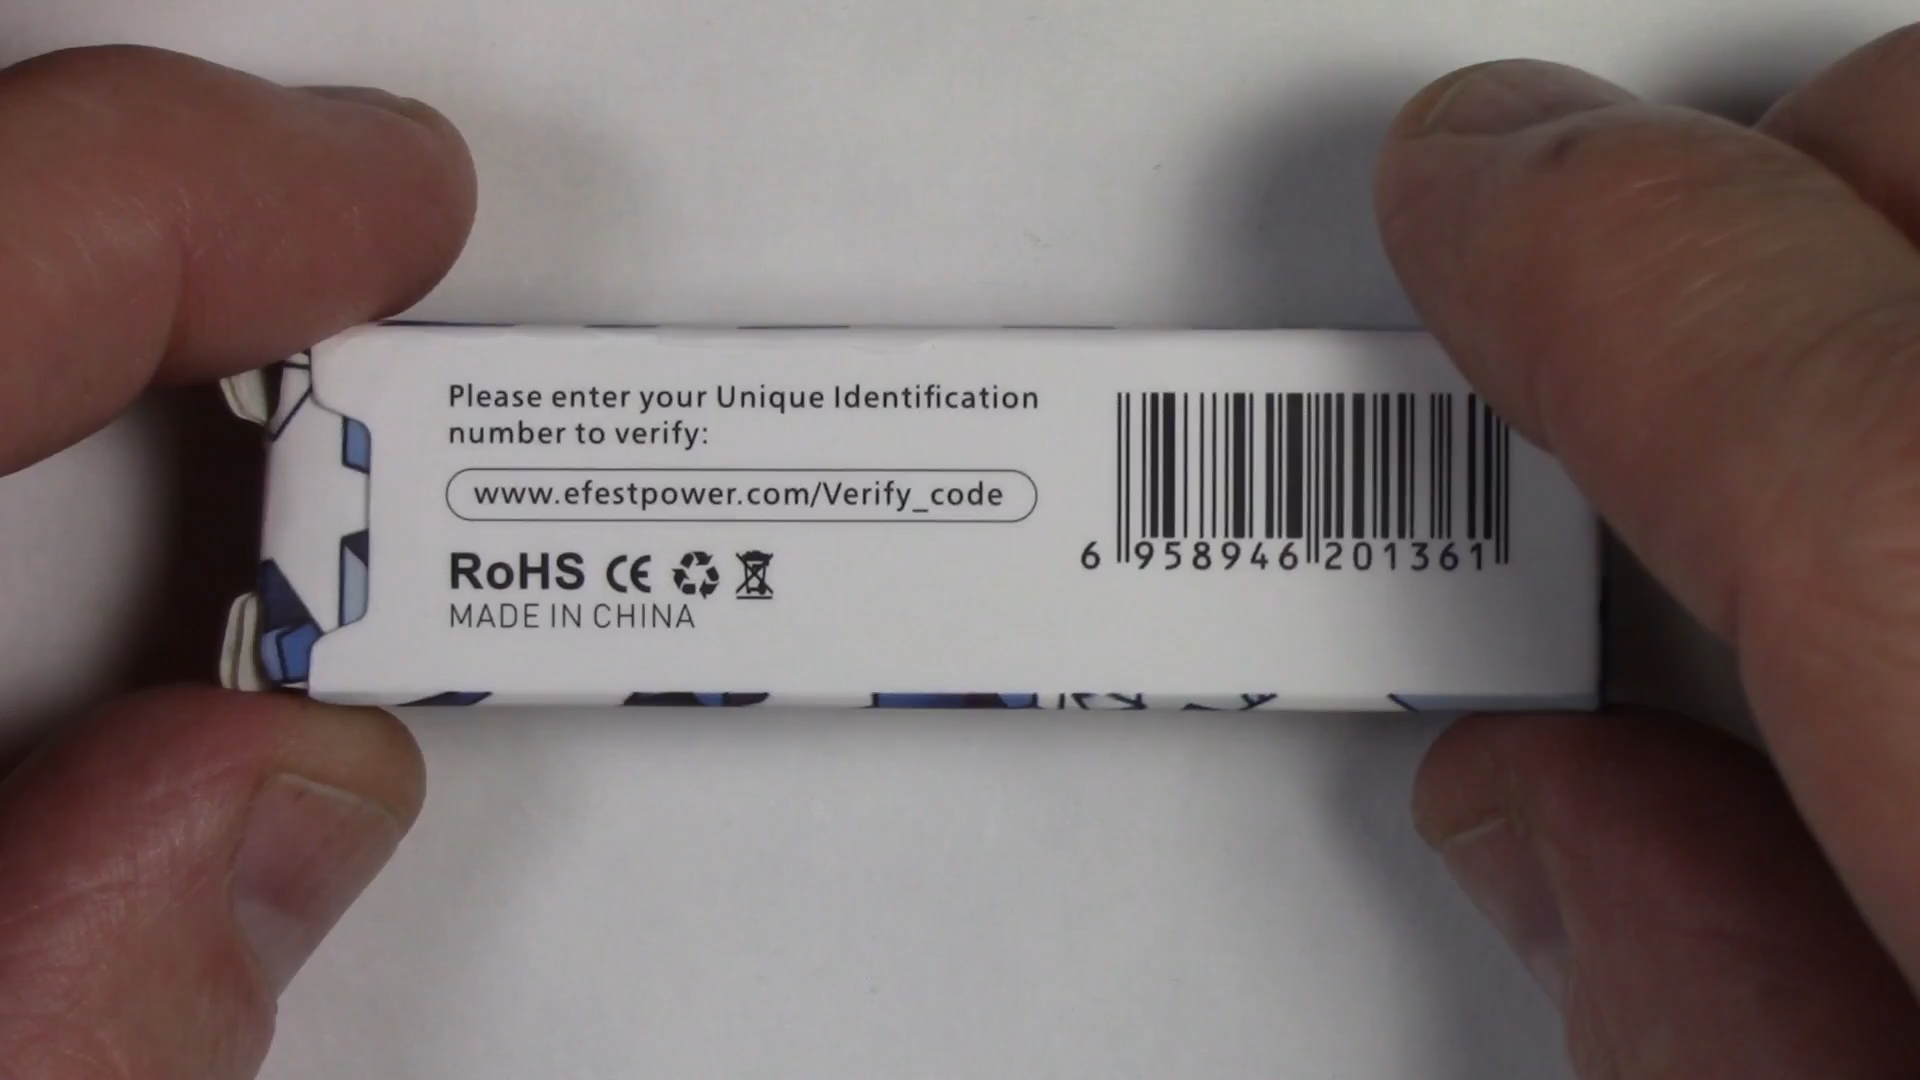 Please enter your Unique Identification
number to verify:
www.efestpower.com/Verify_code
RoHS CE
MADE IN CHINA
6 958946 201361